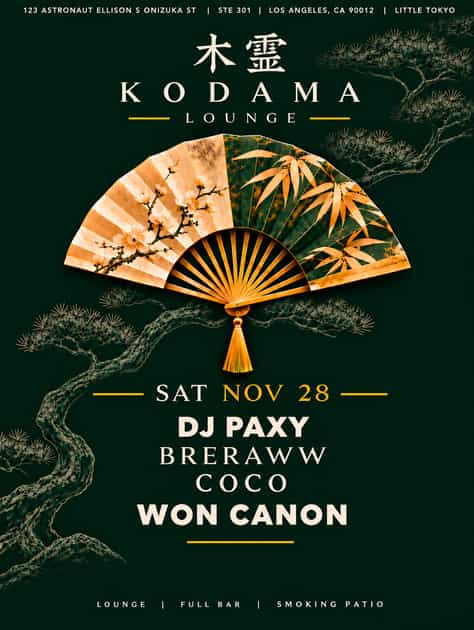 123 ASTRONAUT ELLISON S ONIZUKA ST | STE 301 | LOS ANGELES, CA 90012 | LITTLE TOKYO
木霊
KODAMA
LOUNGE
SAT NOV 28
DJ PAXY
BRERAWW
COCO
WON CANON
LOUNGE | FULL BAR | SMOKING PATIO